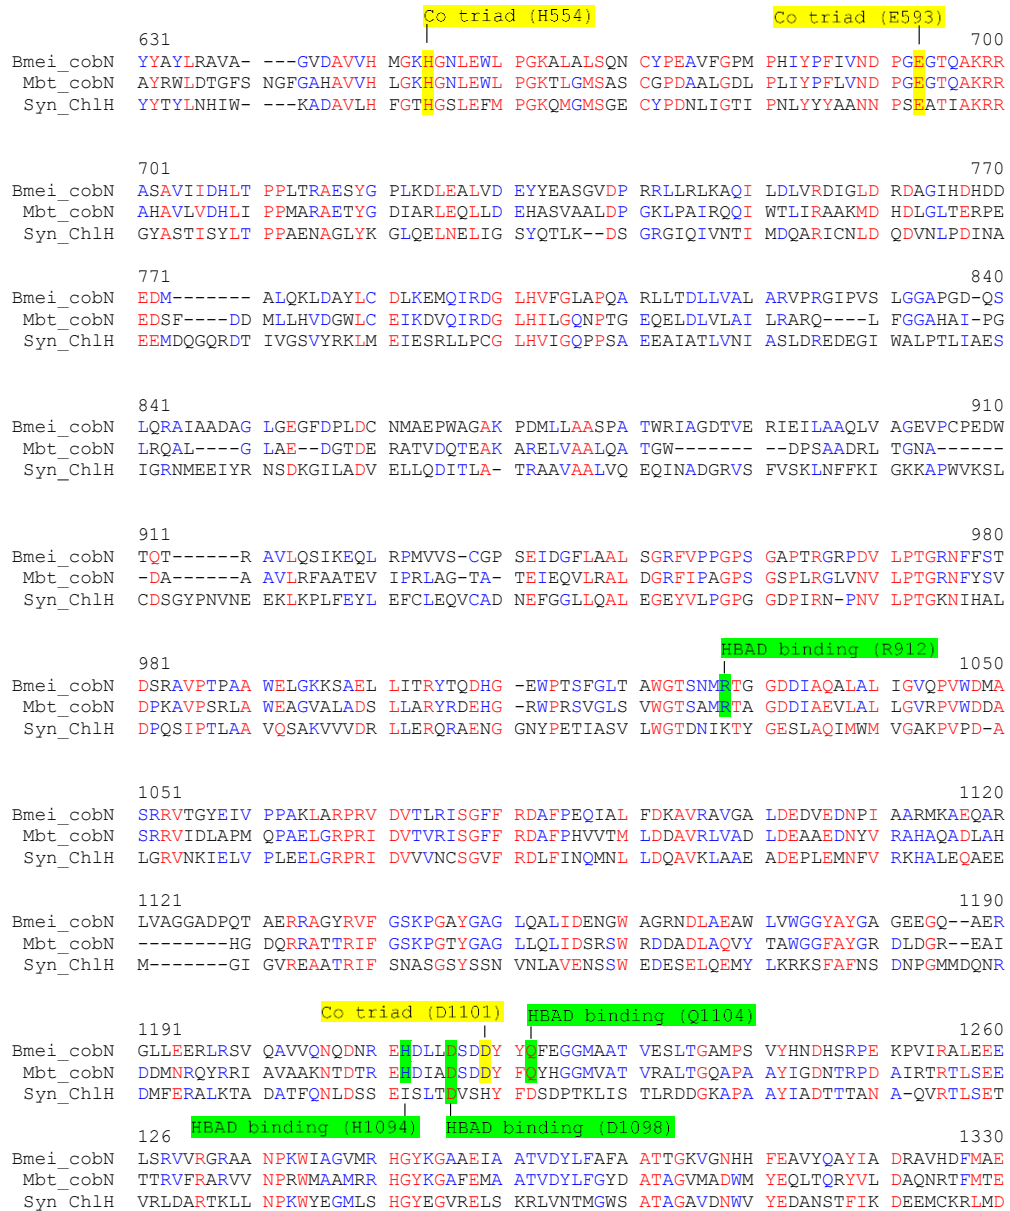 Co triad (H554) Co triad (E593)
631 700
Bmei_cobN YYAYLRAVA- ---GVDAVVH MGKHGNLEWL PGKALALSQN CYPEAVFGPM PHIYPFIVND PGEGTQAKRR
Mbt_cobN AYRWLDTGFS NGFGAHAVVH LGKHGNLEWL PGKTLGMSAS CGPDAALGDL PLIYPFLVND PGEGTQAKRR
Syn_ChlH YYTYLNHIW- ---KADAVLH FGTHGSLEFM PGKQMGMSGE CYPDNLIGTI PNLYYYAANN PSEATIAKRR
701 770
Bmei_cobN ASAVIIDHLT PPLTRAESYG PLKDLEALVD EYYEASGVDP RRLLRLKAQI LDLVRDIGLD RDAGIHDHDD
Mbt_cobN AHAVLVDHLI PPMARAETYG DIARLEQLLD EHASVAALDP GKLPAIRQQI WTLIRAAKMD HDLGLTERPE
Syn_ChlH GYASTISYLT PPAENAGLYK GLQELNELIG SYQTLK--DS GRGIQIVNTI MDQARICNLD QDVNLPDINA
771 840
Bmei_cobN EDM------- ALQKLDAYLC DLKEMQIRDG LHVFGLAPQA RLLTDLLVAL ARVPRGIPVS LGGAPGD-QS
Mbt_cobN EDSF----DD MLLHVDGWLC EIKDVQIRDG LHILGQNPTG EQELDLVLAI LRARQ----L FGGAHAI-PG
Syn_ChlH EEMDQGQRDT IVGSVYRKLM EIESRLLPCG LHVIGQPPSA EEAIATLVNI ASLDREDEGI WALPTLIAES
841 910
Bmei_cobN LQRAIAADAG LGEGFDPLDC NMAEPWAGAK PDMLLAASPA TWRIAGDTVE RIEILAAQLV AGEVPCPEDW
Mbt_cobN LRQAL----G LAE--DGTDE RATVDQTEAK ARELVAALQA TGW------- --DPSAADRL TGNA------
Syn_ChlH IGRNMEEIYR NSDKGILADV ELLQDITLA- TRAAVAALVQ EQINADGRVS FVSKLNFFKI GKKAPWVKSL
911 980
Bmei_cobN TQT------R AVLQSIKEQL RPMVVS-CGP SEIDGFLAAL SGRFVPPGPS GAPTRGRPDV LPTGRNFFST
Mbt_cobN -DA------A AVLRFAATEV IPRLAG-TA- TEIEQVLRAL DGRFIPAGPS GSPLRGLVNV LPTGRNFYSV
Syn_ChlH CDSGYPNVNE EKLKPLFEYL EFCLEQVCAD NEFGGLLQAL EGEYVLPGPG GDPIRN-PNV LPTGKNIHAL
HBAD binding (R912)
981 1050
Bmei_cobN DSRAVPTPAA WELGKKSAEL LITRYTQDHG -EWPTSFGLT AWGTSNMRTG GDDIAQALAL IGVQPVWDMA
Mbt_cobN DPKAVPSRLA WEAGVALADS LLARYRDEHG -RWPRSVGLS VWGTSAMRTA GDDIAEVLAL LGVRPVWDDA
Syn_ChlH DPQSIPTLAA VQSAKVVVDR LLERQRAENG GNYPETIASV LWGTDNIKTY GESLAQIMWM VGAKPVPD-A
1051 1120
Bmei_cobN SRRVTGYEIV PPAKLARPRV DVTLRISGFF RDAFPEQIAL FDKAVRAVGA LDEDVEDNPI AARMKAEQAR
Mbt_cobN SRRVIDLAPM QPAELGRPRI DVTVRISGFF RDAFPHVVTM LDDAVRLVAD LDEAAEDNYV RAHAQADLAH
Syn_ChlH LGRVNKIELV PLEELGRPRI DVVVNCSGVF RDLFINQMNL LDQAVKLAAE ADEPLEMNFV RKHALEQAEE
1121 1190
Bmei_cobN LVAGGADPQT AERRAGYRVF GSKPGAYGAG LQALIDENGW AGRNDLAEAW LVWGGYAYGA GEEGQ--AER
Mbt_cobN --------HG DQRRATTRIF GSKPGTYGAG LLQLIDSRSW RDDADLAQVY TAWGGFAYGR DLDGR--EAI
Syn_ChlH M-------GI GVREAATRIF SNASGSYSSN VNLAVENSSW EDESELQEMY LKRKSFAFNS DNPGMMDQNR
Co triad (D1101) HBAD binding (Q1104)
1191 1260
Bmei_cobN GLLEERLRSV QAVVQNQDNR EHDLLDSDDY YQFEGGMAAT VESLTGAMPS VYHNDHSRPE KPVIRALEEE
Mbt_cobN DDMNRQYRRI AVAAKNTDTR EHDIADSDDY FQYHGGMVAT VRALTGQAPA AYIGDNTRPD AIRTRTLSEE
Syn_ChlH DMFERALKTA DATFQNLDSS EISLTDVSHY FDSDPTKLIS TLRDDGKAPA AYIADTTTAN A-QVRTLSET
126 HBAD binding (H1094) HBAD binding (D1098) 1330
Bmei_cobN LSRVVRGRAA NPKWIAGVMR HGYKGAAEIA ATVDYLFAFA ATTGKVGNHH FEAVYQAYIA DRAVHDFMAE
Mbt_cobN TTRVFRARVV NPRWMAAMRR HGYKGAFEMA ATVDYLFGYD ATAGVMADWM YEQLTQRYVL DAQNRTFMTE
Syn_ChlH VRLDARTKLL NPKWYEGMLS HGYEGVRELS KRLVNTMGWS ATAGAVDNWV YEDANSTFIK DEEMCKRLMD